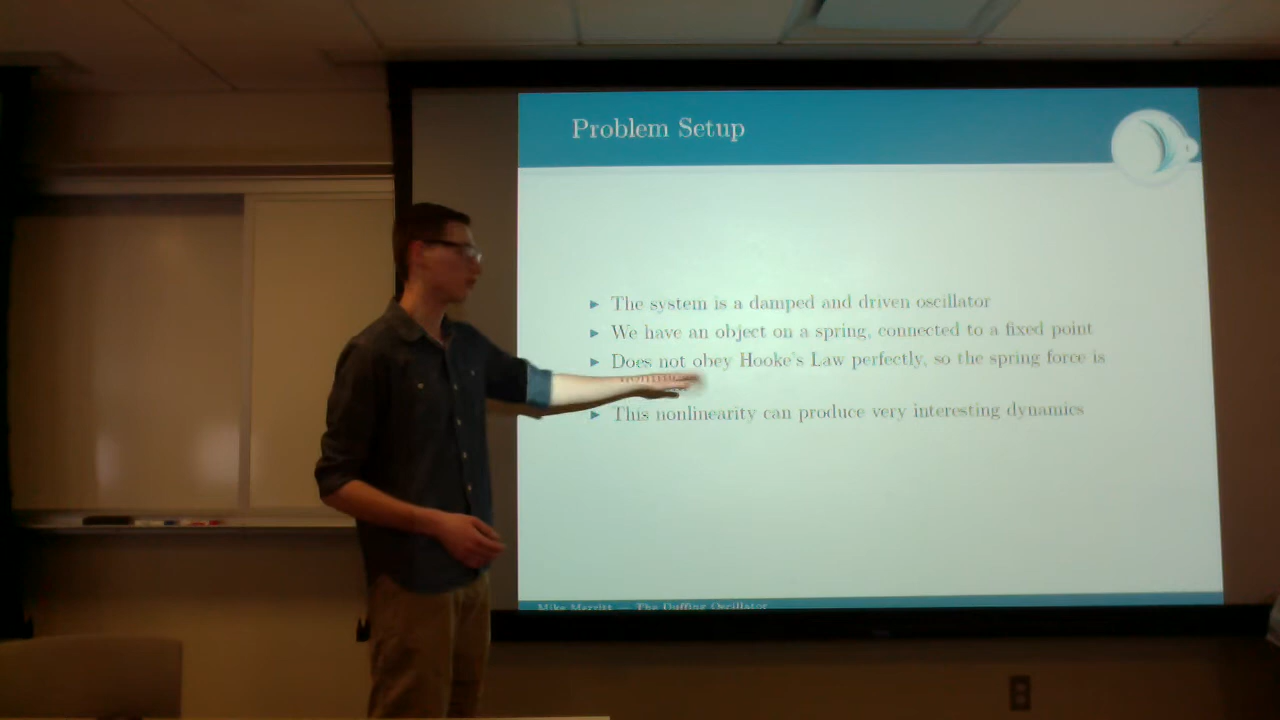 Problem Setup
The system is a damped and driven oscillator
We have an object on a spring, connected to a fixed point
Does not obey Hooke's Law perfectly, so the spring force is
This nonlinearity can produce very interesting dynamics
Mike Merritt — The Duffing Oscillator